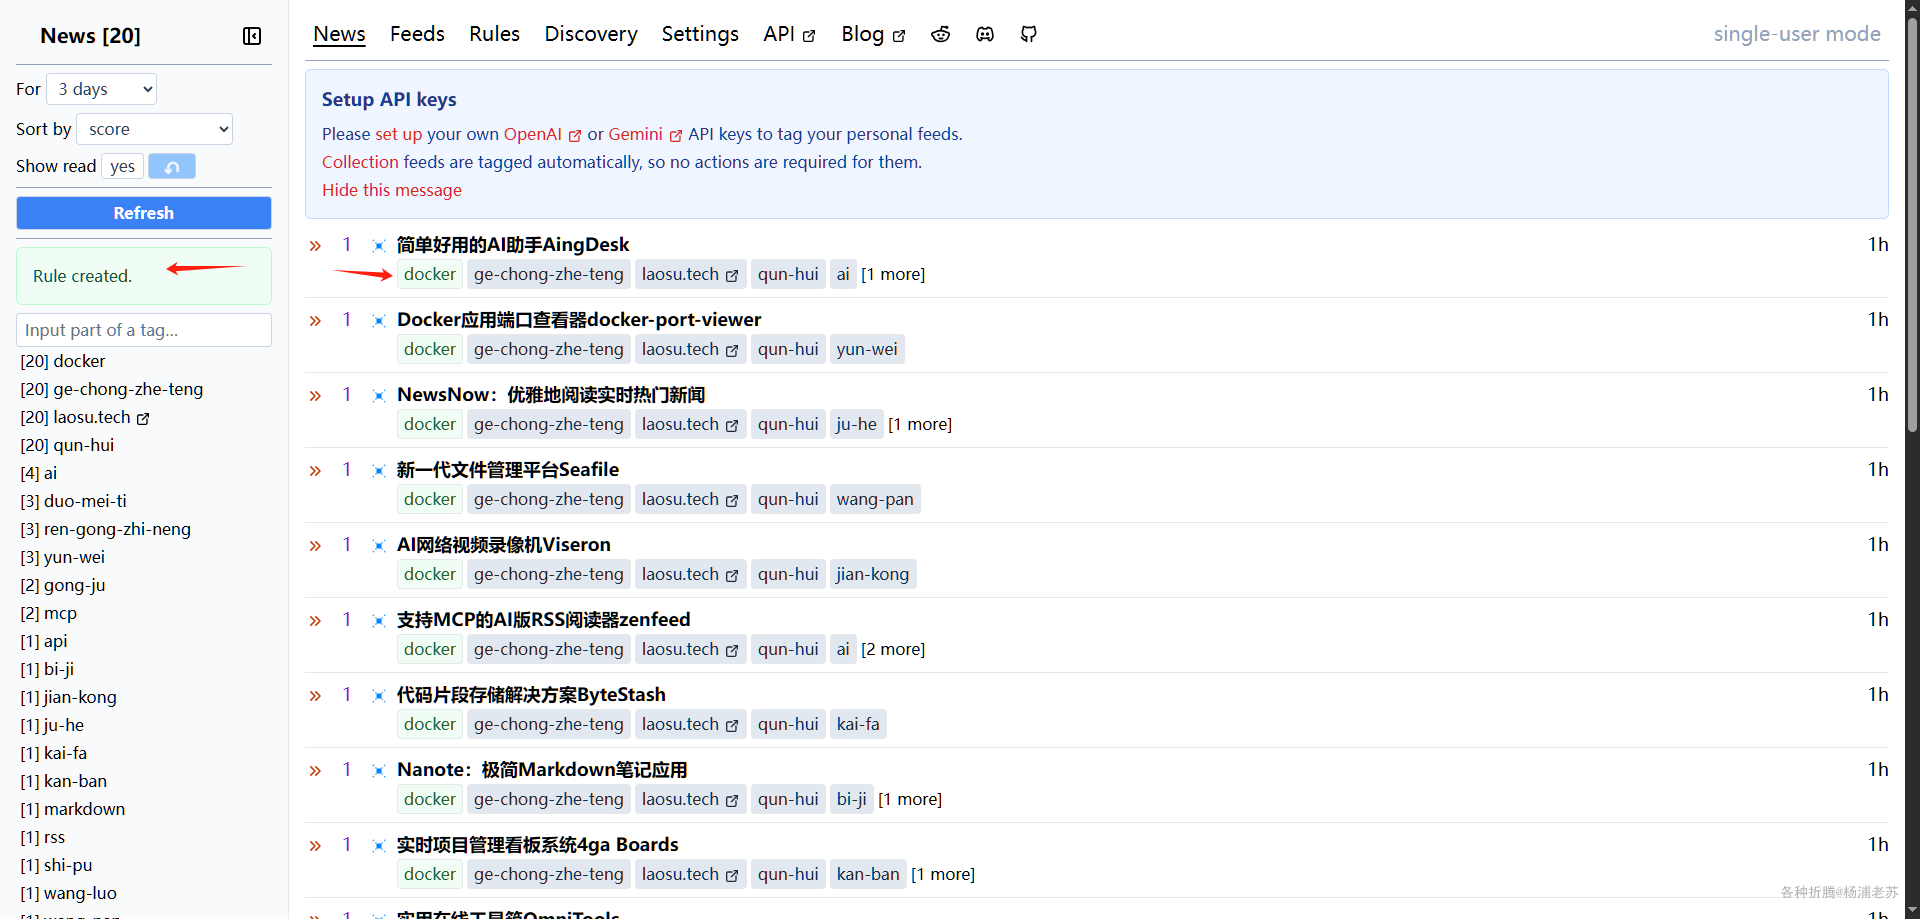 News [20]
For 3 days
Sort by score
Show read yes
Refresh
Rule created.
Input part of a tag...
[20] docker
[20] ge-chong-zhe-teng
[20] laosu.tech
[20] qun-hui
[4] ai
[3] duo-mei-ti
[3] ren-gong-zhi-neng
[3] yun-wei
[2] gong-ju
[2] mcp
[1] api
[1] bi-ji
[1] jian-kong
[1] ju-he
[1] kai-fa
[1] kan-ban
[1] markdown
[1] rss
[1] shi-pu
[1] wang-luo
News Feeds Rules Discovery Settings API Blog single-user mode
Setup API keys
Please set up your own OpenAI or Gemini API keys to tag your personal feeds.
Collection feeds are tagged automatically, so no actions are required for them.
Hide this message
1 简单好用的AI助手AingDesk 1h
docker ge-chong-zhe-teng laosu.tech qun-hui ai [1 more]
1 Docker应用端口查看器docker-port-viewer 1h
docker ge-chong-zhe-teng laosu.tech qun-hui yun-wei
1 NewsNow：优雅地阅读实时热门新闻 1h
docker ge-chong-zhe-teng laosu.tech qun-hui ju-he [1 more]
1 新一代文件管理平台Seafile 1h
docker ge-chong-zhe-teng laosu.tech qun-hui wang-pan
1 AI网络视频录像机Viseron 1h
docker ge-chong-zhe-teng laosu.tech qun-hui jian-kong
1 支持MCP的AI版RSS阅读器zenfeed 1h
docker ge-chong-zhe-teng laosu.tech qun-hui ai [2 more]
1 代码片段存储解决方案ByteStash 1h
docker ge-chong-zhe-teng laosu.tech qun-hui kai-fa
1 Nanote：极简Markdown笔记应用 1h
docker ge-chong-zhe-teng laosu.tech qun-hui bi-ji [1 more]
1 实时项目管理看板系统4ga Boards 1h
docker ge-chong-zhe-teng laosu.tech qun-hui kan-ban [1 more]
1 实用在线工具箱OmniTools 1h
各种折腾@杨浦老苏